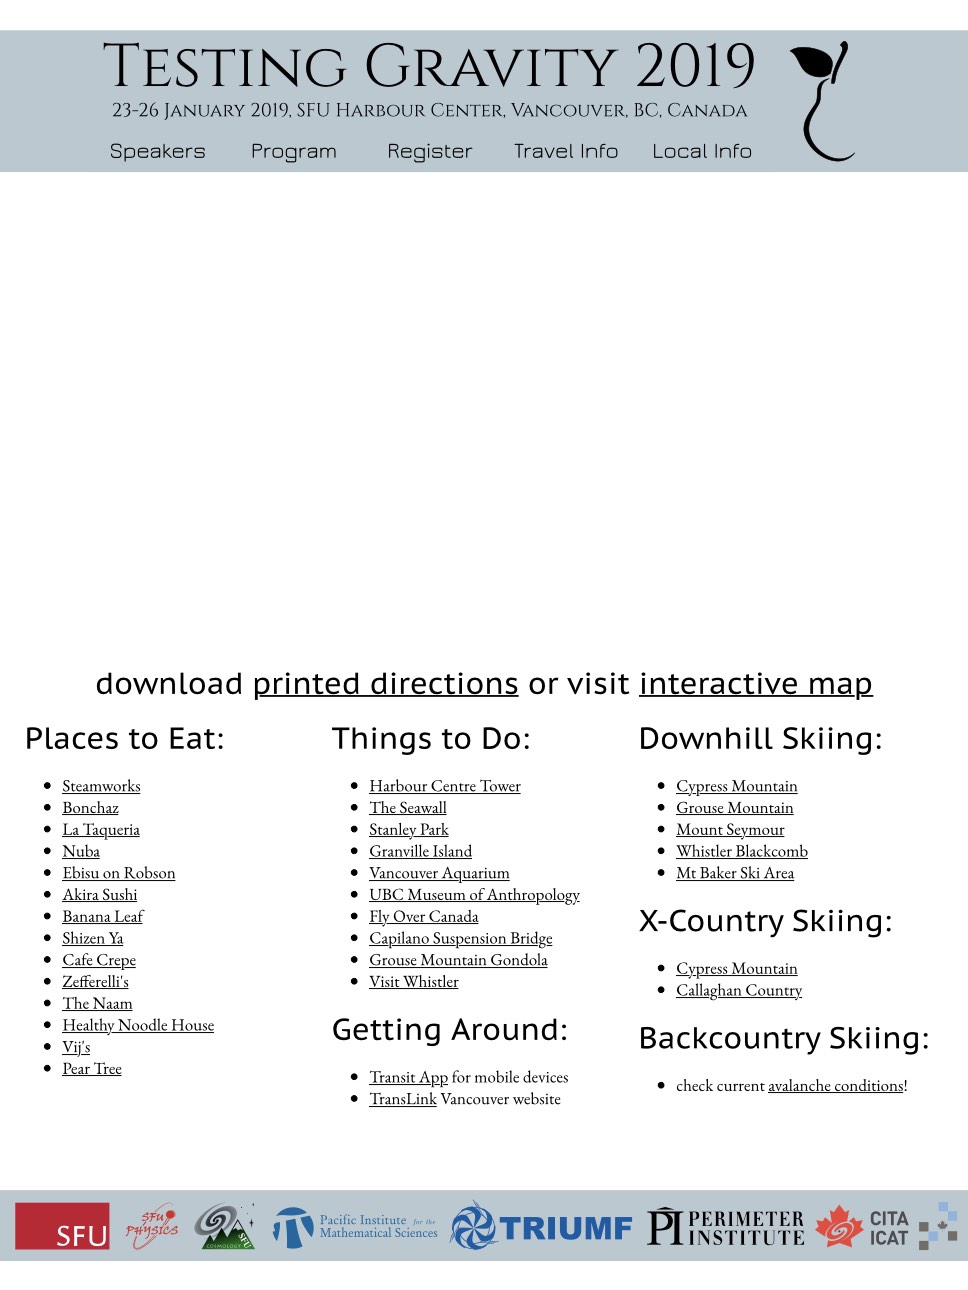 Testing Gravity 2019
23-26 January 2019, SFU Harbour Center, Vancouver, BC, Canada
Speakers Program Register Travel Info Local Info
download printed directions or visit interactive map
Places to Eat:
Steamworks
Bonchaz
La Taqueria
Nuba
Ebisu on Robson
Akira Sushi
Banana Leaf
Shizen Ya
Cafe Crepe
Zefferelli's
The Naam
Healthy Noodle House
Vij's
Pear Tree
Things to Do:
Harbour Centre Tower
The Seawall
Stanley Park
Granville Island
Vancouver Aquarium
UBC Museum of Anthropology
Fly Over Canada
Capilano Suspension Bridge
Grouse Mountain Gondola
Visit Whistler
Getting Around:
Transit App for mobile devices
TransLink Vancouver website
Downhill Skiing:
Cypress Mountain
Grouse Mountain
Mount Seymour
Whistler Blackcomb
Mt Baker Ski Area
X-Country Skiing:
Cypress Mountain
Callaghan Country
Backcountry Skiing:
check current avalanche conditions!
SFU
SFU
PHYSICS
COSMOLOGY SFU
Pacific Institute for the
Mathematical Sciences
TRIUMF
PI PERIMETER
INSTITUTE
CITA
ICAT